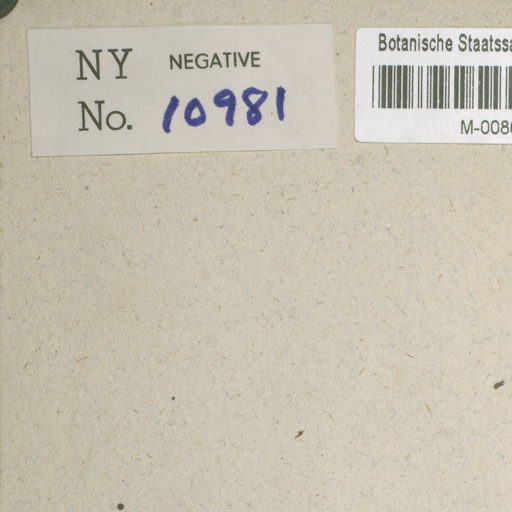 NY NEGATIVE
No. 10981
Botanische Staatssa
M-008